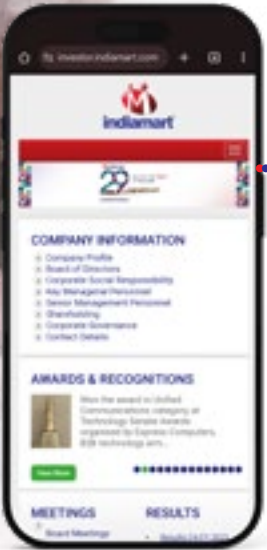 investor.indiamart.com
indiamart
29
COMPANY INFORMATION
Company Profile
Board of Directors
Corporate Social Responsibility
Key Managerial Personnel
Senior Management Personnel
Shareholding
Corporate Governance
Contact Details
AWARDS & RECOGNITIONS
Won the award in Unified
Communications category at
Technology Senate Awards
organised by Express Computers,
B2B technology arm...
View More
MEETINGS
RESULTS
Board Meetings